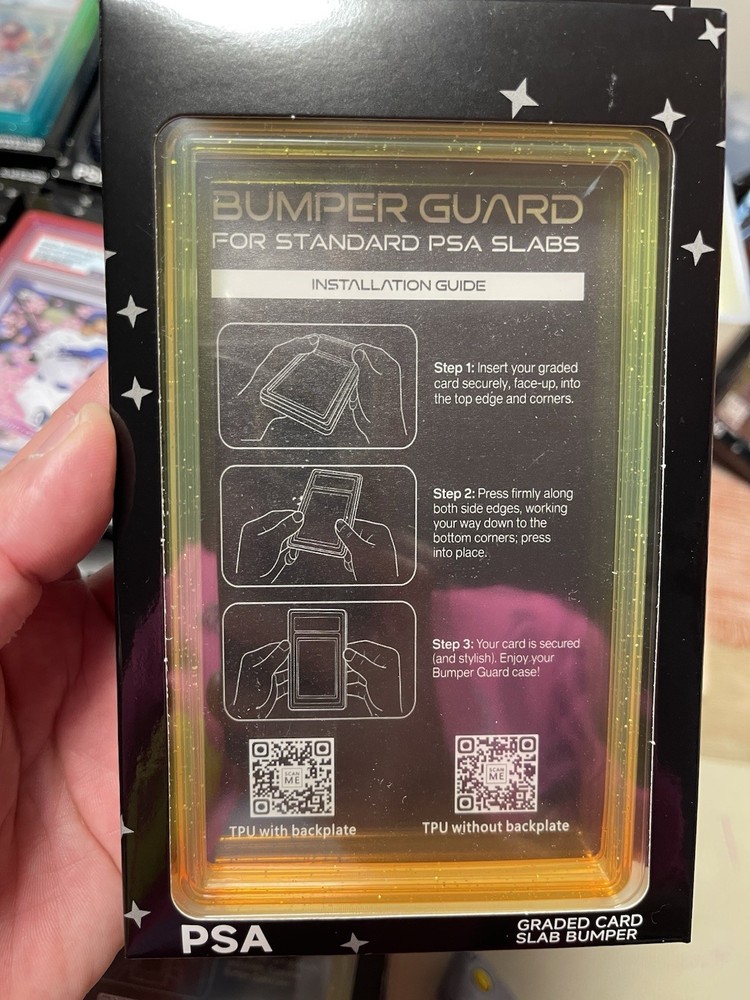 BUMPER GUARD
FOR STANDARD PSA SLABS
INSTALLATION GUIDE
Step 1: Insert your graded
card securely, face-up, into
the top edge and corners.
Step 2: Press firmly along
both side edges, working
your way down to the
bottom corners; press
into place.
Step 3: Your card is secured
(and stylish). Enjoy your
Bumper Guard case!
SCAN
ME
SCAN
ME
TPU with backplate
TPU without backplate
PSA
GRADED CARD
SLAB BUMPER